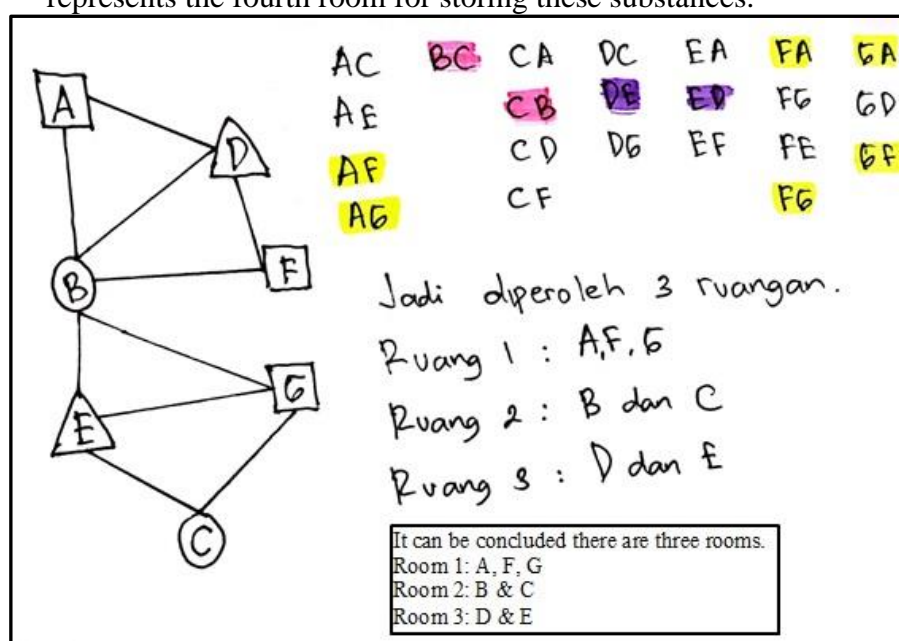 represents the fourth room for storing these substances.
AC BC CA DC EA FA GA
AE CB DE ED FG GD
AF CD DG EF FE GF
AG CF FG
A
D
B
F
G
E
C
Jadi diperoleh 3 ruangan.
Ruang 1 : A, F, G
Ruang 2 : B dan C
Ruang 3 : D dan E
It can be concluded there are three rooms.
Room 1: A, F, G
Room 2: B & C
Room 3: D & E